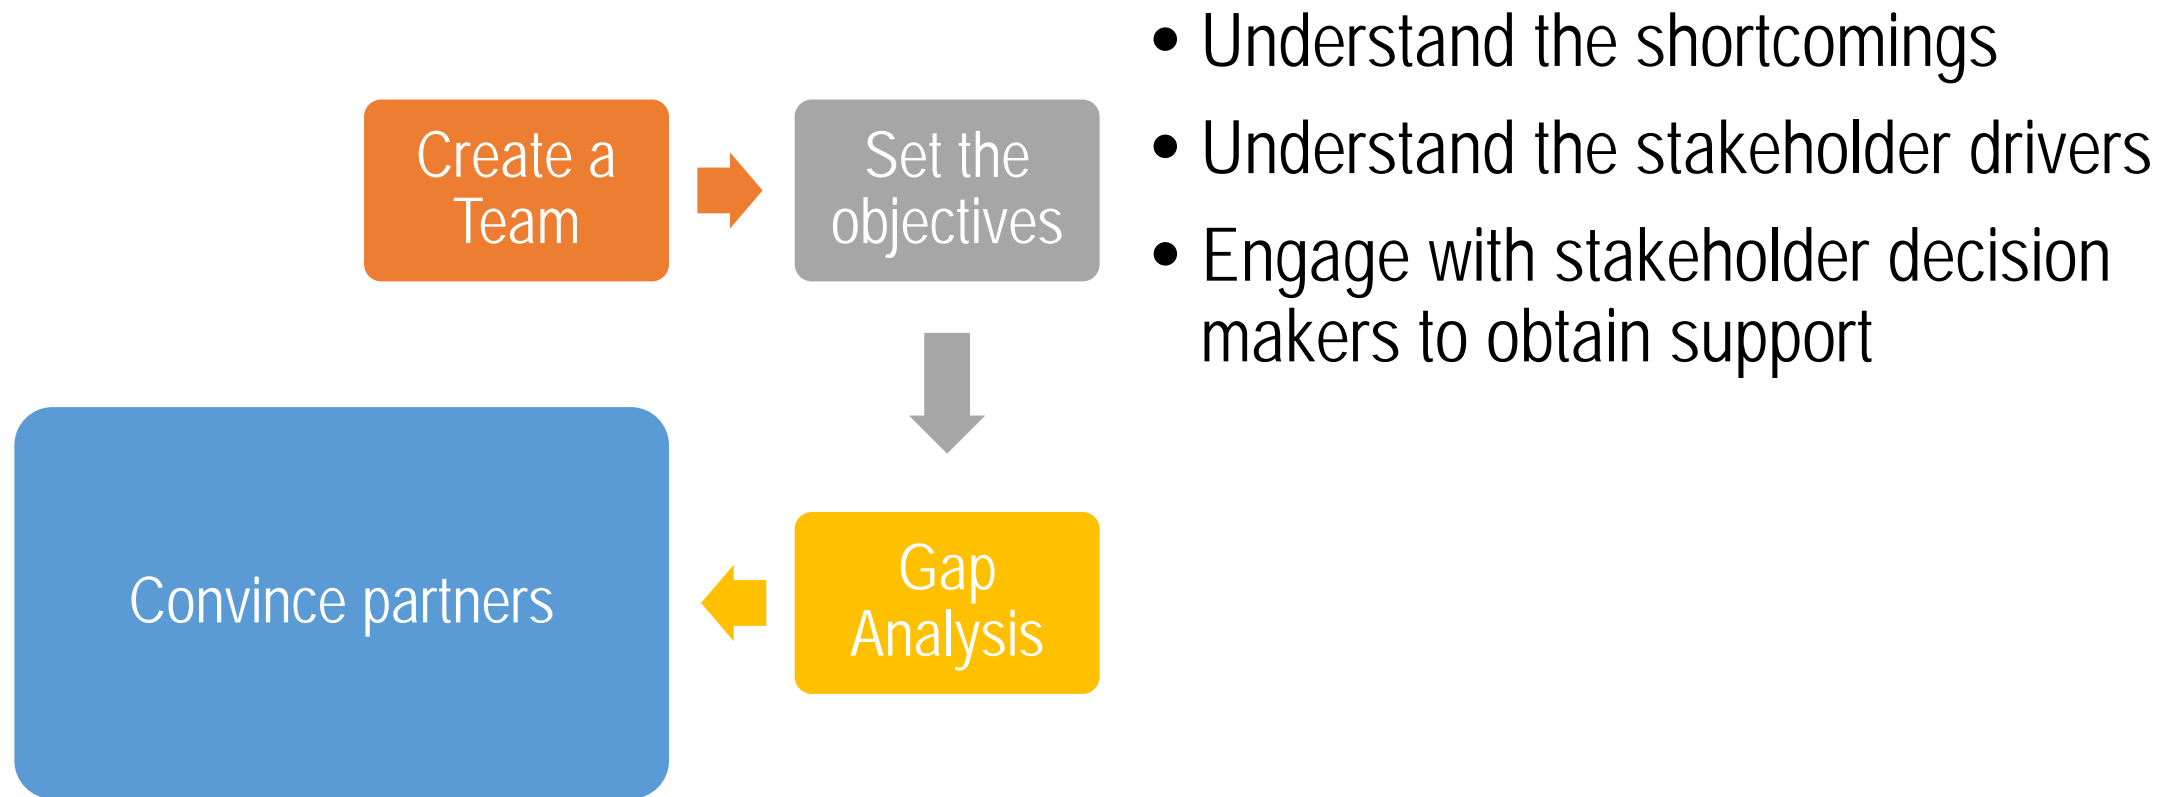 Create a
Team
Set the
objectives
Gap
Analysis
Convince partners
• Understand the shortcomings
• Understand the stakeholder drivers
• Engage with stakeholder decision
makers to obtain support